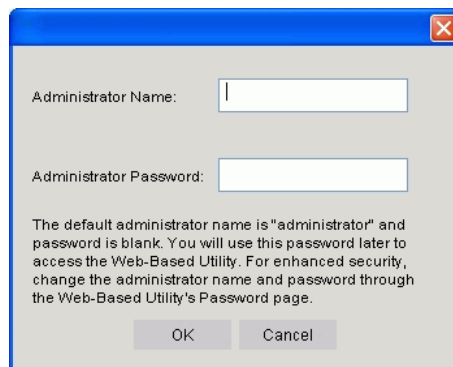 Administrator Name:
Administrator Password:
The default administrator name is "administrator" and
password is blank. You will use this password later to
access the Web-Based Utility. For enhanced security,
change the administrator name and password through
the Web-Based Utility's Password page.
OK Cancel